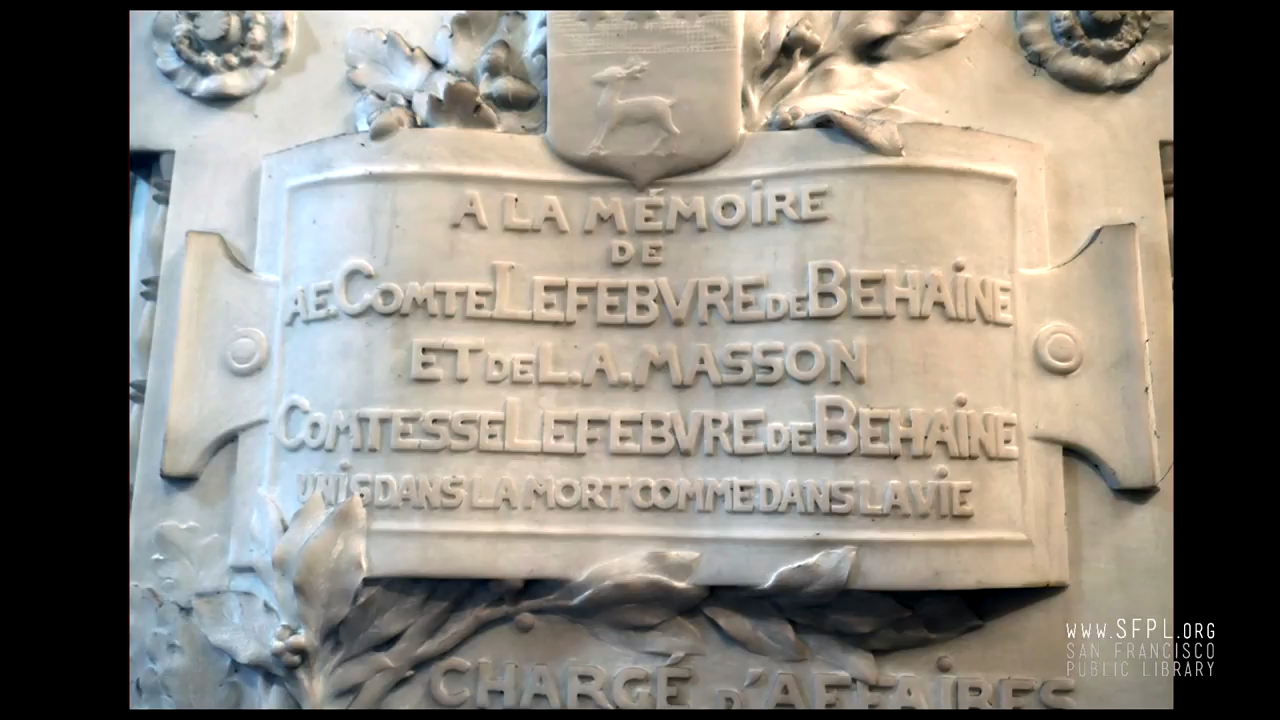 A LA MÉMOIRE
DE
AE. COMTE LEFEBVRE DE BEHAINE
ET DE L.A. MASSON
COMTESSE LEFEBVRE DE BEHAINE
UNIS DANS LA MORT COMME DANS LA VIE
CHARGÉ D'AFFAIRES
WWW.SFPL.ORG
SAN FRANCISCO
PUBLIC LIBRARY